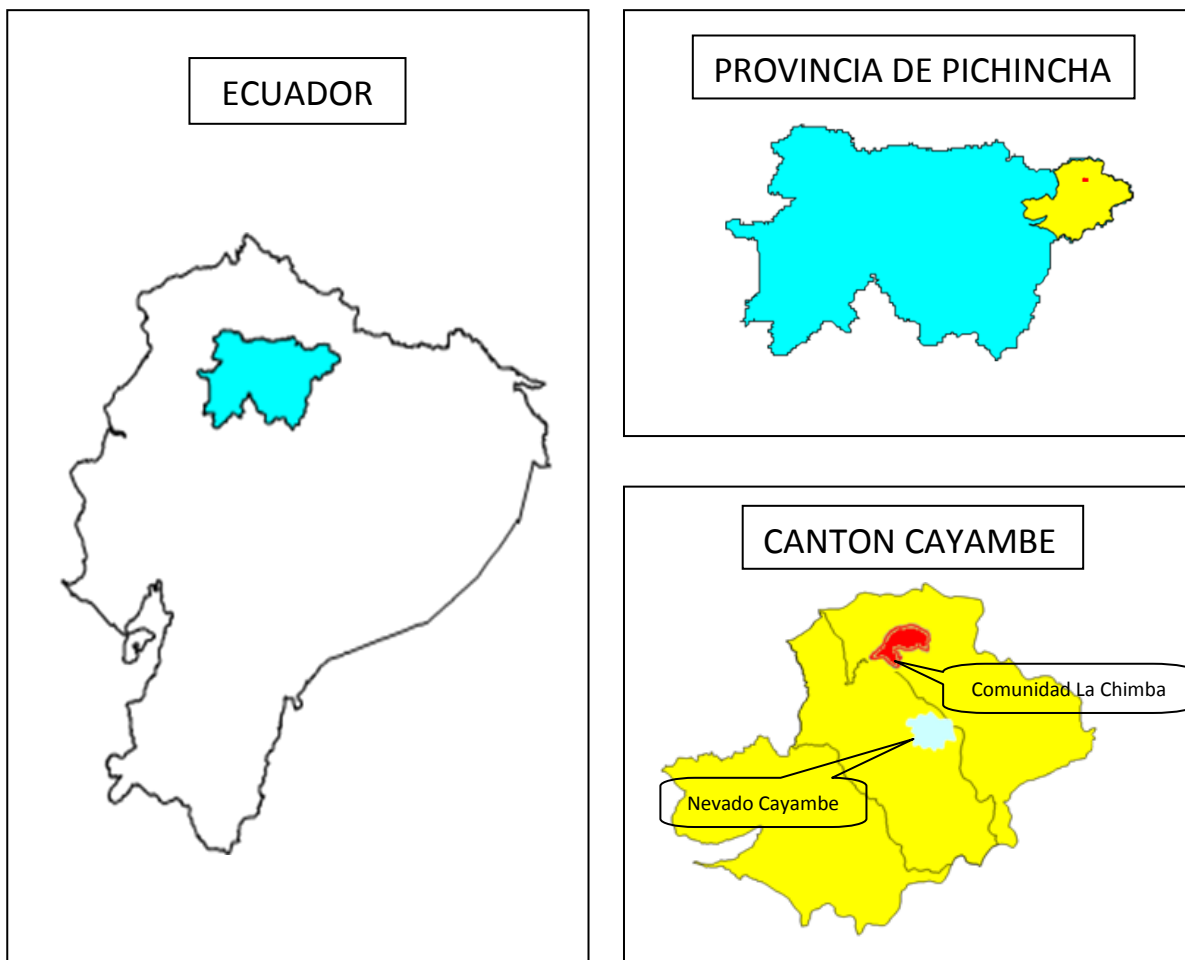 ECUADOR
PROVINCIA DE PICHINCHA
CANTON CAYAMBE
Comunidad La Chimba
Nevado Cayambe